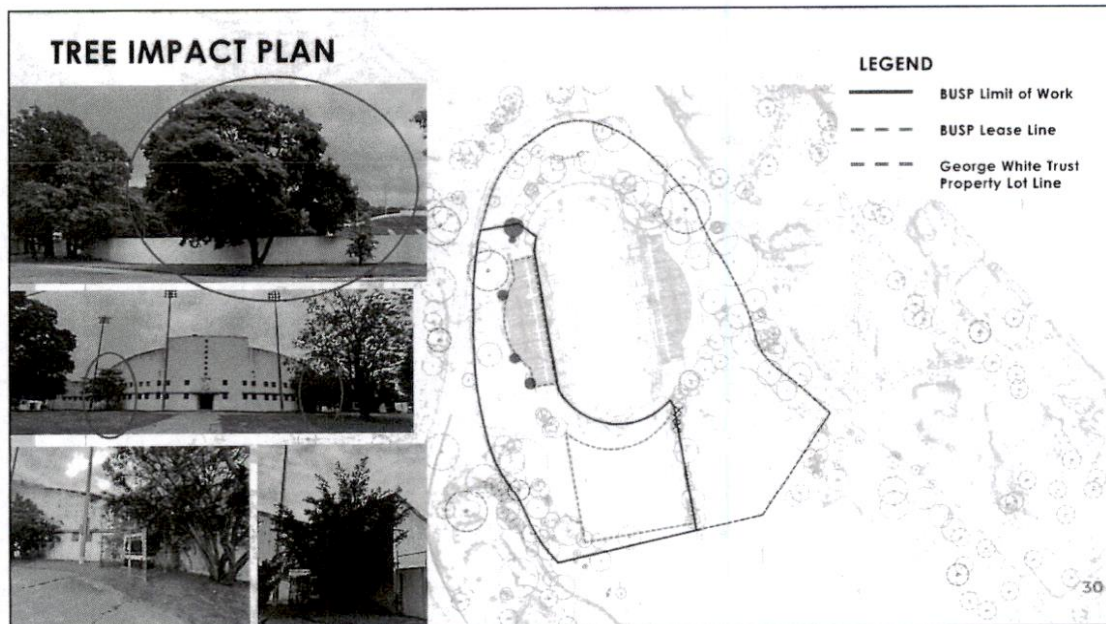 TREE IMPACT PLAN
LEGEND
BUSP Limit of Work
BUSP Lease Line
George White Trust
Property Lot Line
30